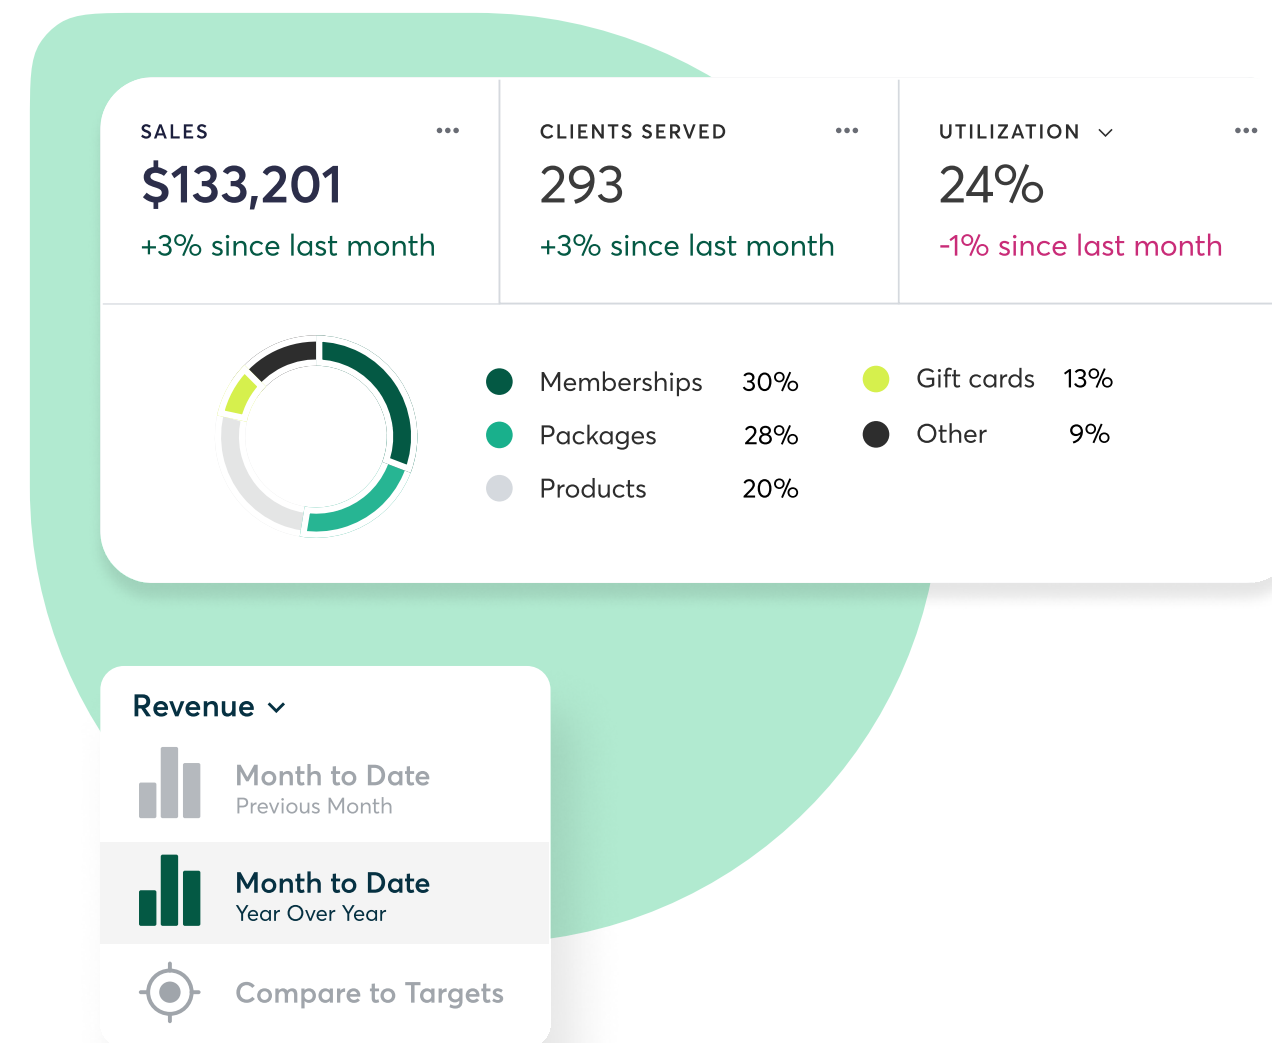 SALES
$133,201
+3% since last month
CLIENTS SERVED
293
+3% since last month
UTILIZATION
24%
-1% since last month
Memberships 30%
Packages 28%
Products 20%
Gift cards 13%
Other 9%
Revenue
Month to Date
Previous Month
Month to Date
Year Over Year
Compare to Targets